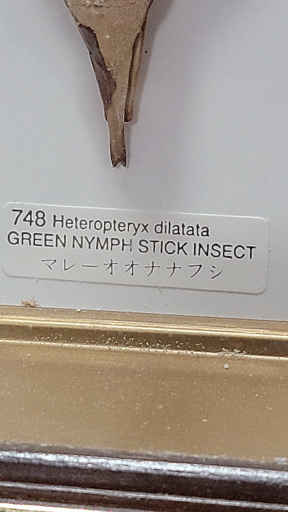 748 Heteropteryx dilatata
GREEN NYMPH STICK INSECT
マレーオオナナフシ